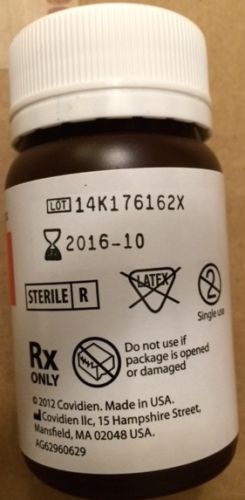 LOT 14K176162X
2016-10
STERILE R
LATEX
2
Single use
Rx
ONLY
Do not use if
package is opened
or damaged
© 2012 Covidien. Made in USA.
Covidien llc, 15 Hampshire Street,
Mansfield, MA 02048 USA.
AG62960629